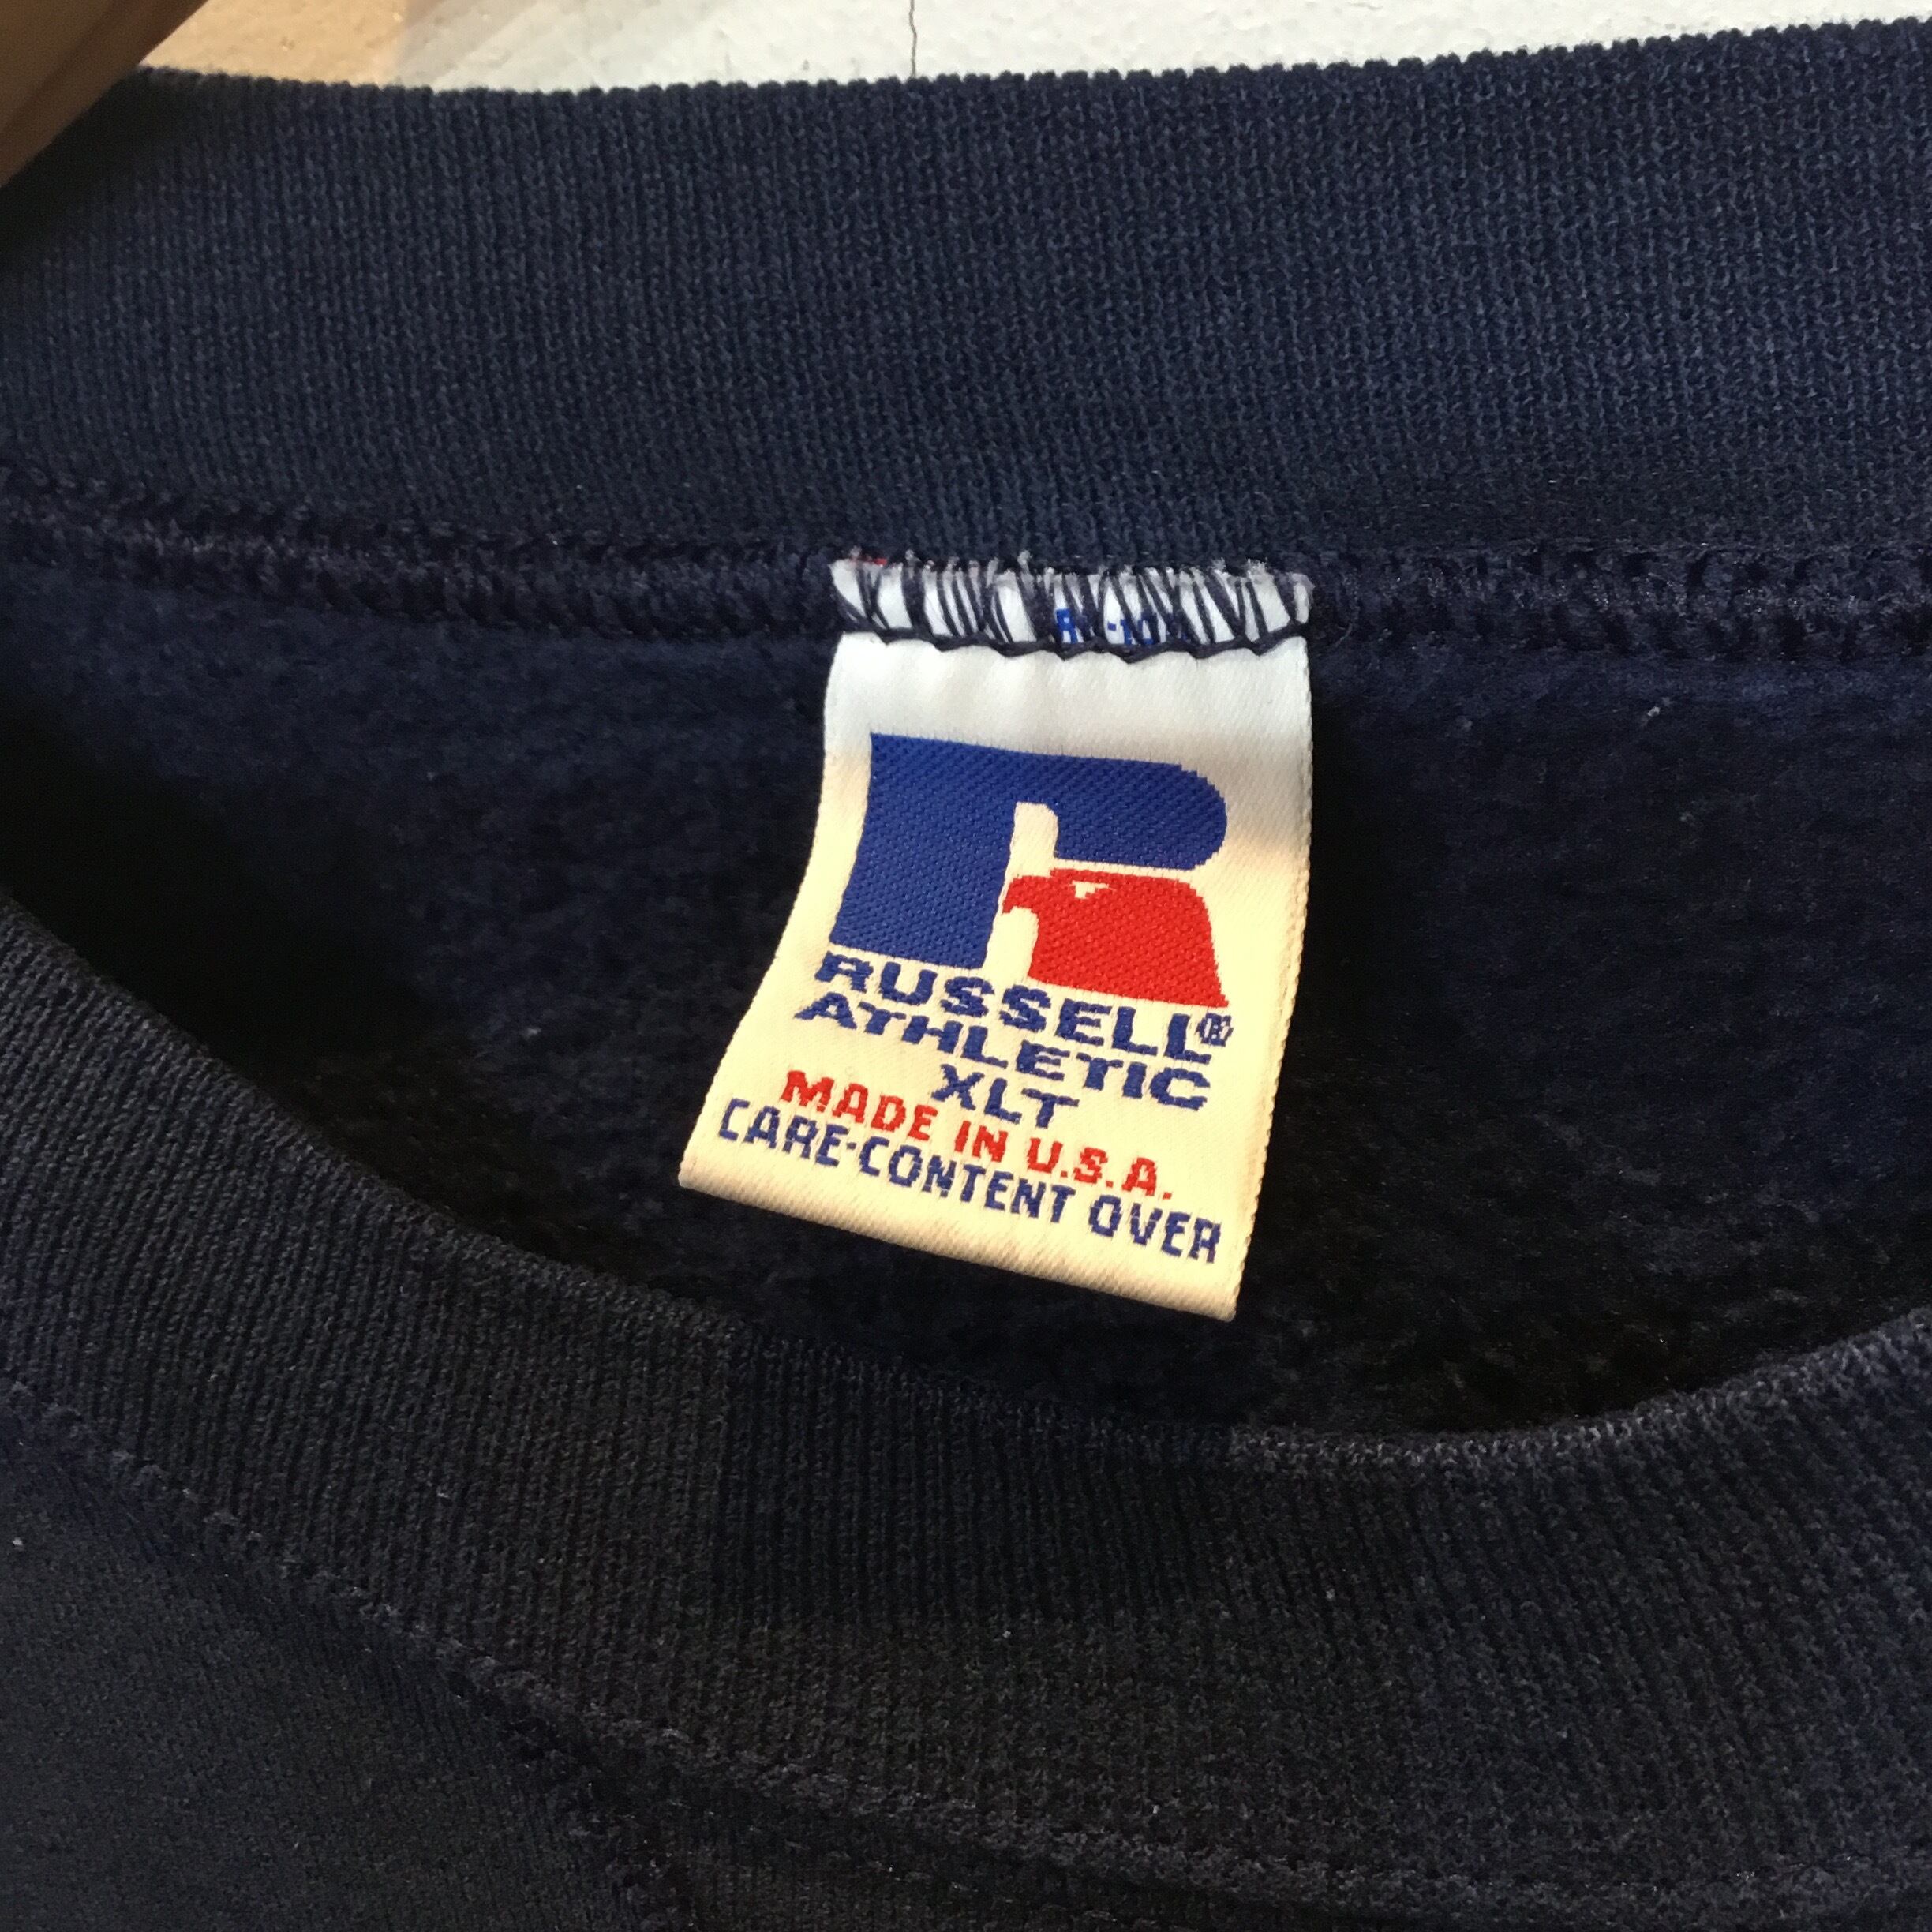 RUSSELL®
ATHLETIC
XLT
MADE IN U.S.A.
CARE-CONTENT OVER